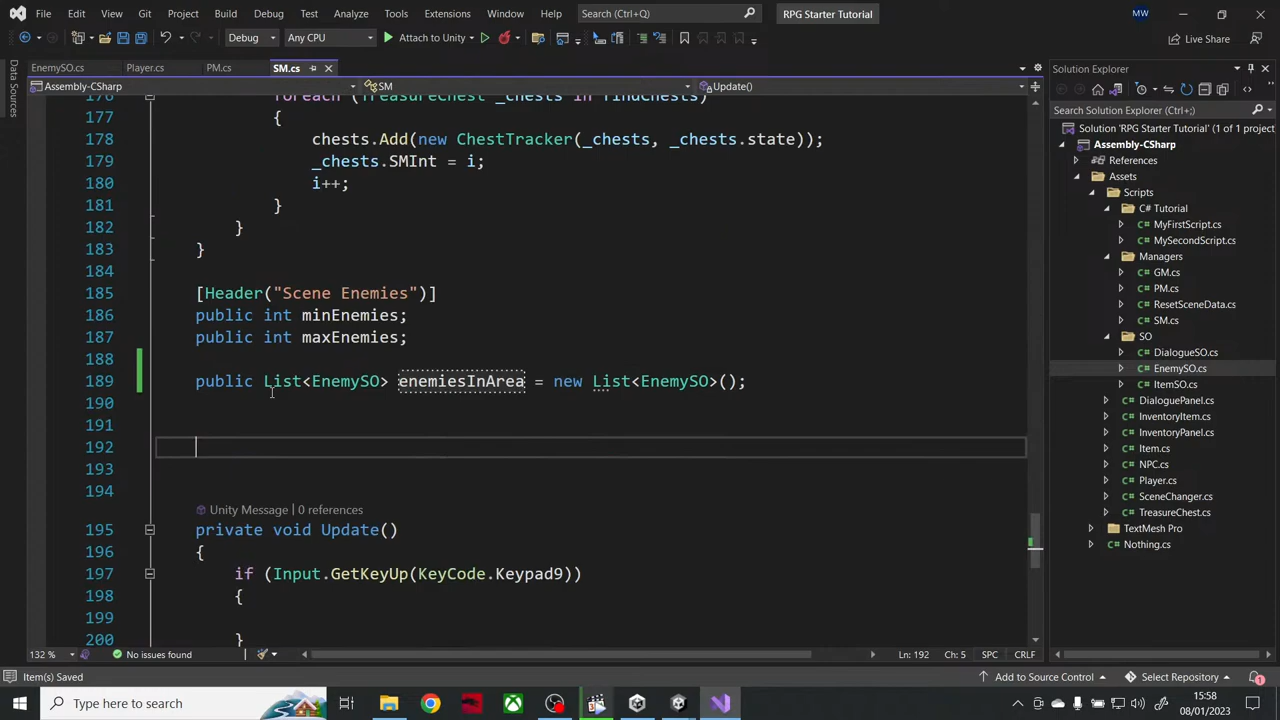 File Edit View Git Project Build Debug Test Analyze Tools Extensions Window Help Search (Ctrl+Q) RPG Starter Tutorial MW
Debug Any CPU Attach to Unity Live Share
Data Sources
EnemySO.cs Player.cs PM.cs SM.cs
Assembly-CSharp SM Update()
176 foreach (TreasureChest _chests in findChests)
177 {
178 chests.Add(new ChestTracker(_chests, _chests.state));
179 _chests.SMInt = i;
180 i++;
181 }
182 }
183 }
184
185 [Header("Scene Enemies")]
186 public int minEnemies;
187 public int maxEnemies;
188
189 public List<EnemySO> enemiesInArea = new List<EnemySO>();
190
191
192
193
194
Unity Message | 0 references
195 private void Update()
196 {
197 if (Input.GetKeyUp(KeyCode.Keypad9))
198 {
199
200 }
132 % No issues found Ln: 192 Ch: 5 SPC CRLF
Solution Explorer
Search Solution Explorer (Ctrl+;)
Solution 'RPG Starter Tutorial' (1 of 1 project
Assembly-CSharp
References
Assets
Scripts
C# Tutorial
MyFirstScript.cs
MySecondScript.cs
Managers
GM.cs
PM.cs
ResetSceneData.cs
SM.cs
SO
DialogueSO.cs
EnemySO.cs
ItemSO.cs
DialoguePanel.cs
InventoryItem.cs
InventoryPanel.cs
Item.cs
NPC.cs
Player.cs
SceneChanger.cs
TreasureChest.cs
TextMesh Pro
Nothing.cs
Item(s) Saved Add to Source Control Select Repository 1
Type here to search 15:58
08/01/2023